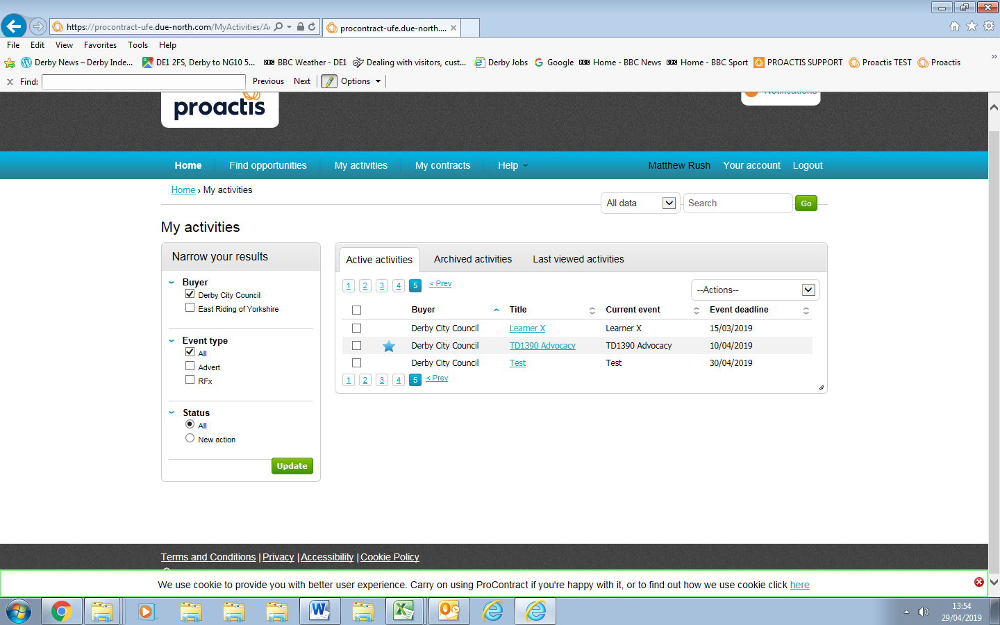 https://procontract-ufe.due-north.com/MyActivities/Ac
procontract-ufe.due-north....
File Edit View Favorites Tools Help
Derby News – Derby Inde... DE1 2FS, Derby to NG10 5... BBC Weather - DE1 Dealing with visitors, cust... Derby Jobs Google Home - BBC News Home - BBC Sport PROACTIS SUPPORT Proactis TEST Proactis
Find: Previous Next Options
Notifications
proactis
Home Find opportunities My activities My contracts Help Matthew Rush Your account Logout
Home › My activities
All data Search Go
My activities
Narrow your results
Buyer
Derby City Council
East Riding of Yorkshire
Event type
All
Advert
RFx
Status
All
New action
Update
Active activities Archived activities Last viewed activities
1 2 3 4 5 < Prev
--Actions--
Buyer Title Current event Event deadline
Derby City Council Learner X Learner X 15/03/2019
Derby City Council TD1390 Advocacy TD1390 Advocacy 10/04/2019
Derby City Council Test Test 30/04/2019
1 2 3 4 5 < Prev
Terms and Conditions | Privacy | Accessibility | Cookie Policy
We use cookie to provide you with better user experience. Carry on using ProContract if you're happy with it, or to find out how we use cookie click here
13:54
29/04/2019